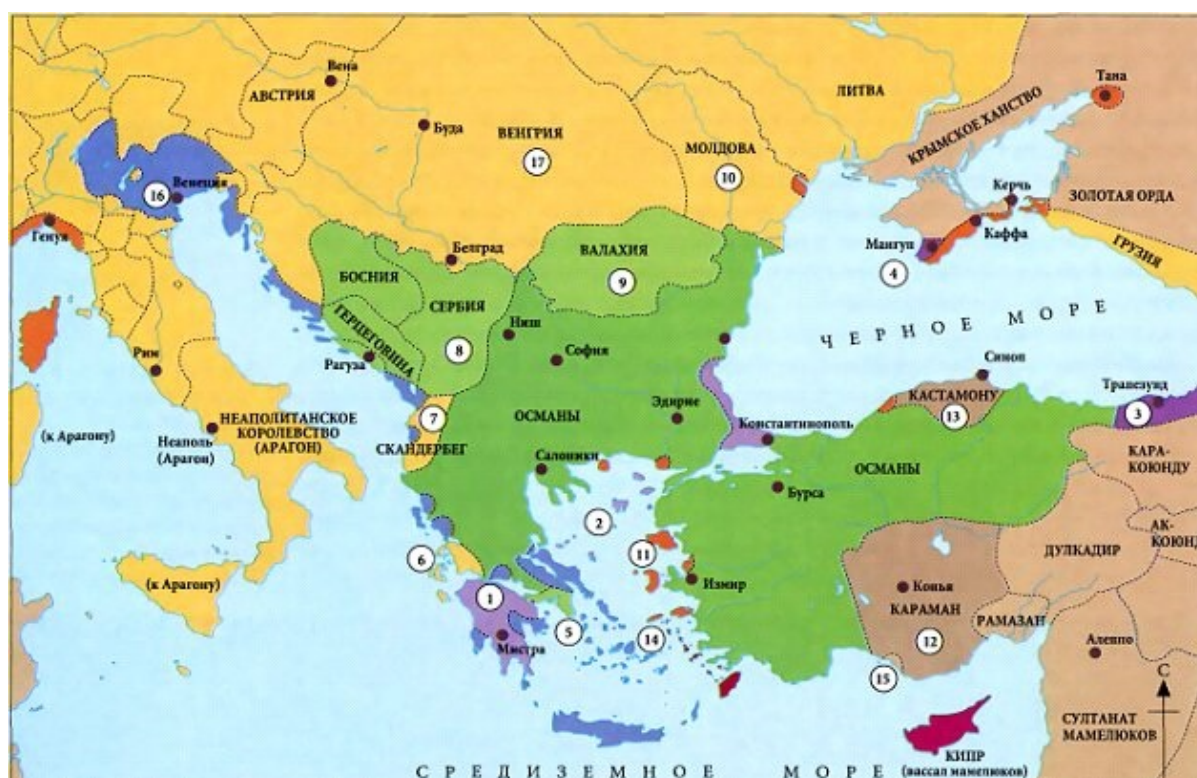 Вена
АВСТРИЯ
Буда
ВЕНГРИЯ
17
МОЛДОВА
10
ЛИТВА
КРЫМСКОЕ ХАНСТВО
Тана
ЗОЛОТАЯ ОРДА
Керчь
Каффа
Мангуп
4
ГРУЗИЯ
16
Венеция
Генуя
Белград
ВАЛАХИЯ
9
БОСНИЯ
СЕРБИЯ
ГЕРЦЕГОВИНА
8
Ниш
София
Рагуза
Рим
ЧЕРНОЕ МОРЕ
Синоп
КАСТАМОНУ
13
Трапезунд
3
НЕАПОЛИТАНСКОЕ
КОРОЛЕВСТВО
(АРАГОН)
(к Арагону)
Неаполь
(Арагон)
7
СКАНДЕРБЕГ
ОСМАНЫ
Эдирне
Константинополь
Салоники
ОСМАНЫ
Бурса
КАРА-
КОЮНДУ
АК-
КОЮНД
ДУЛКАДИР
2
6
11
Измир
1
Мистра
5
14
(к Арагону)
Конья
КАРАМАН
12
РАМАЗАН
15
Алеппо
С
СУЛТАНАТ
МАМЕЛЮКОВ
КИПР
(вассал мамелюков)
СРЕДИЗЕМНОЕ МОРЕ